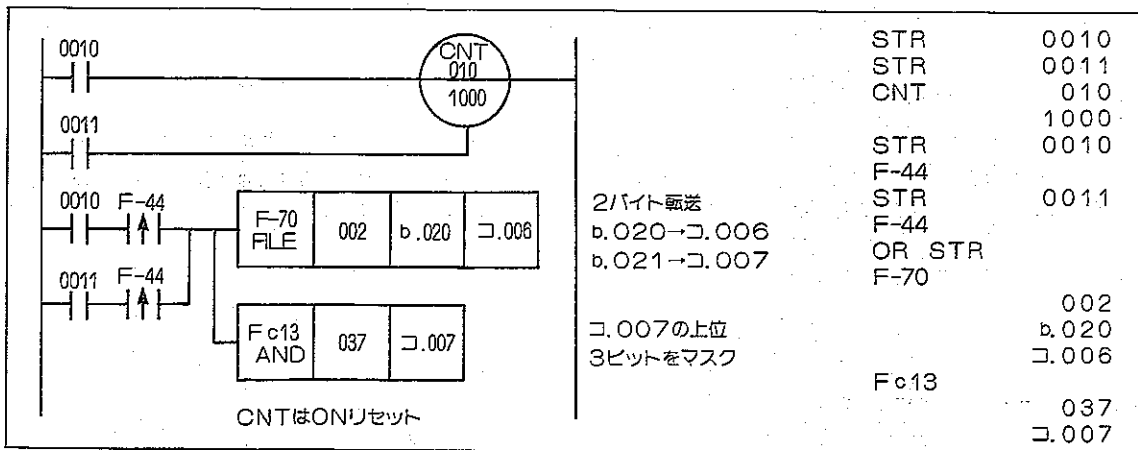 0010
CNT
010
1000
0011
0010 F-44
F-70
FILE
002
b.020
コ.006
0011 F-44
Fc13
AND
037
コ.007
CNTはONリセット
2バイト転送
b.020→コ.006
b.021→コ.007
コ.007の上位
3ビットをマスク
STR 0010
STR 0011
CNT 010
1000
STR 0010
F-44
STR 0011
F-44
OR STR
F-70
002
b.020
コ.006
Fc13
037
コ.007